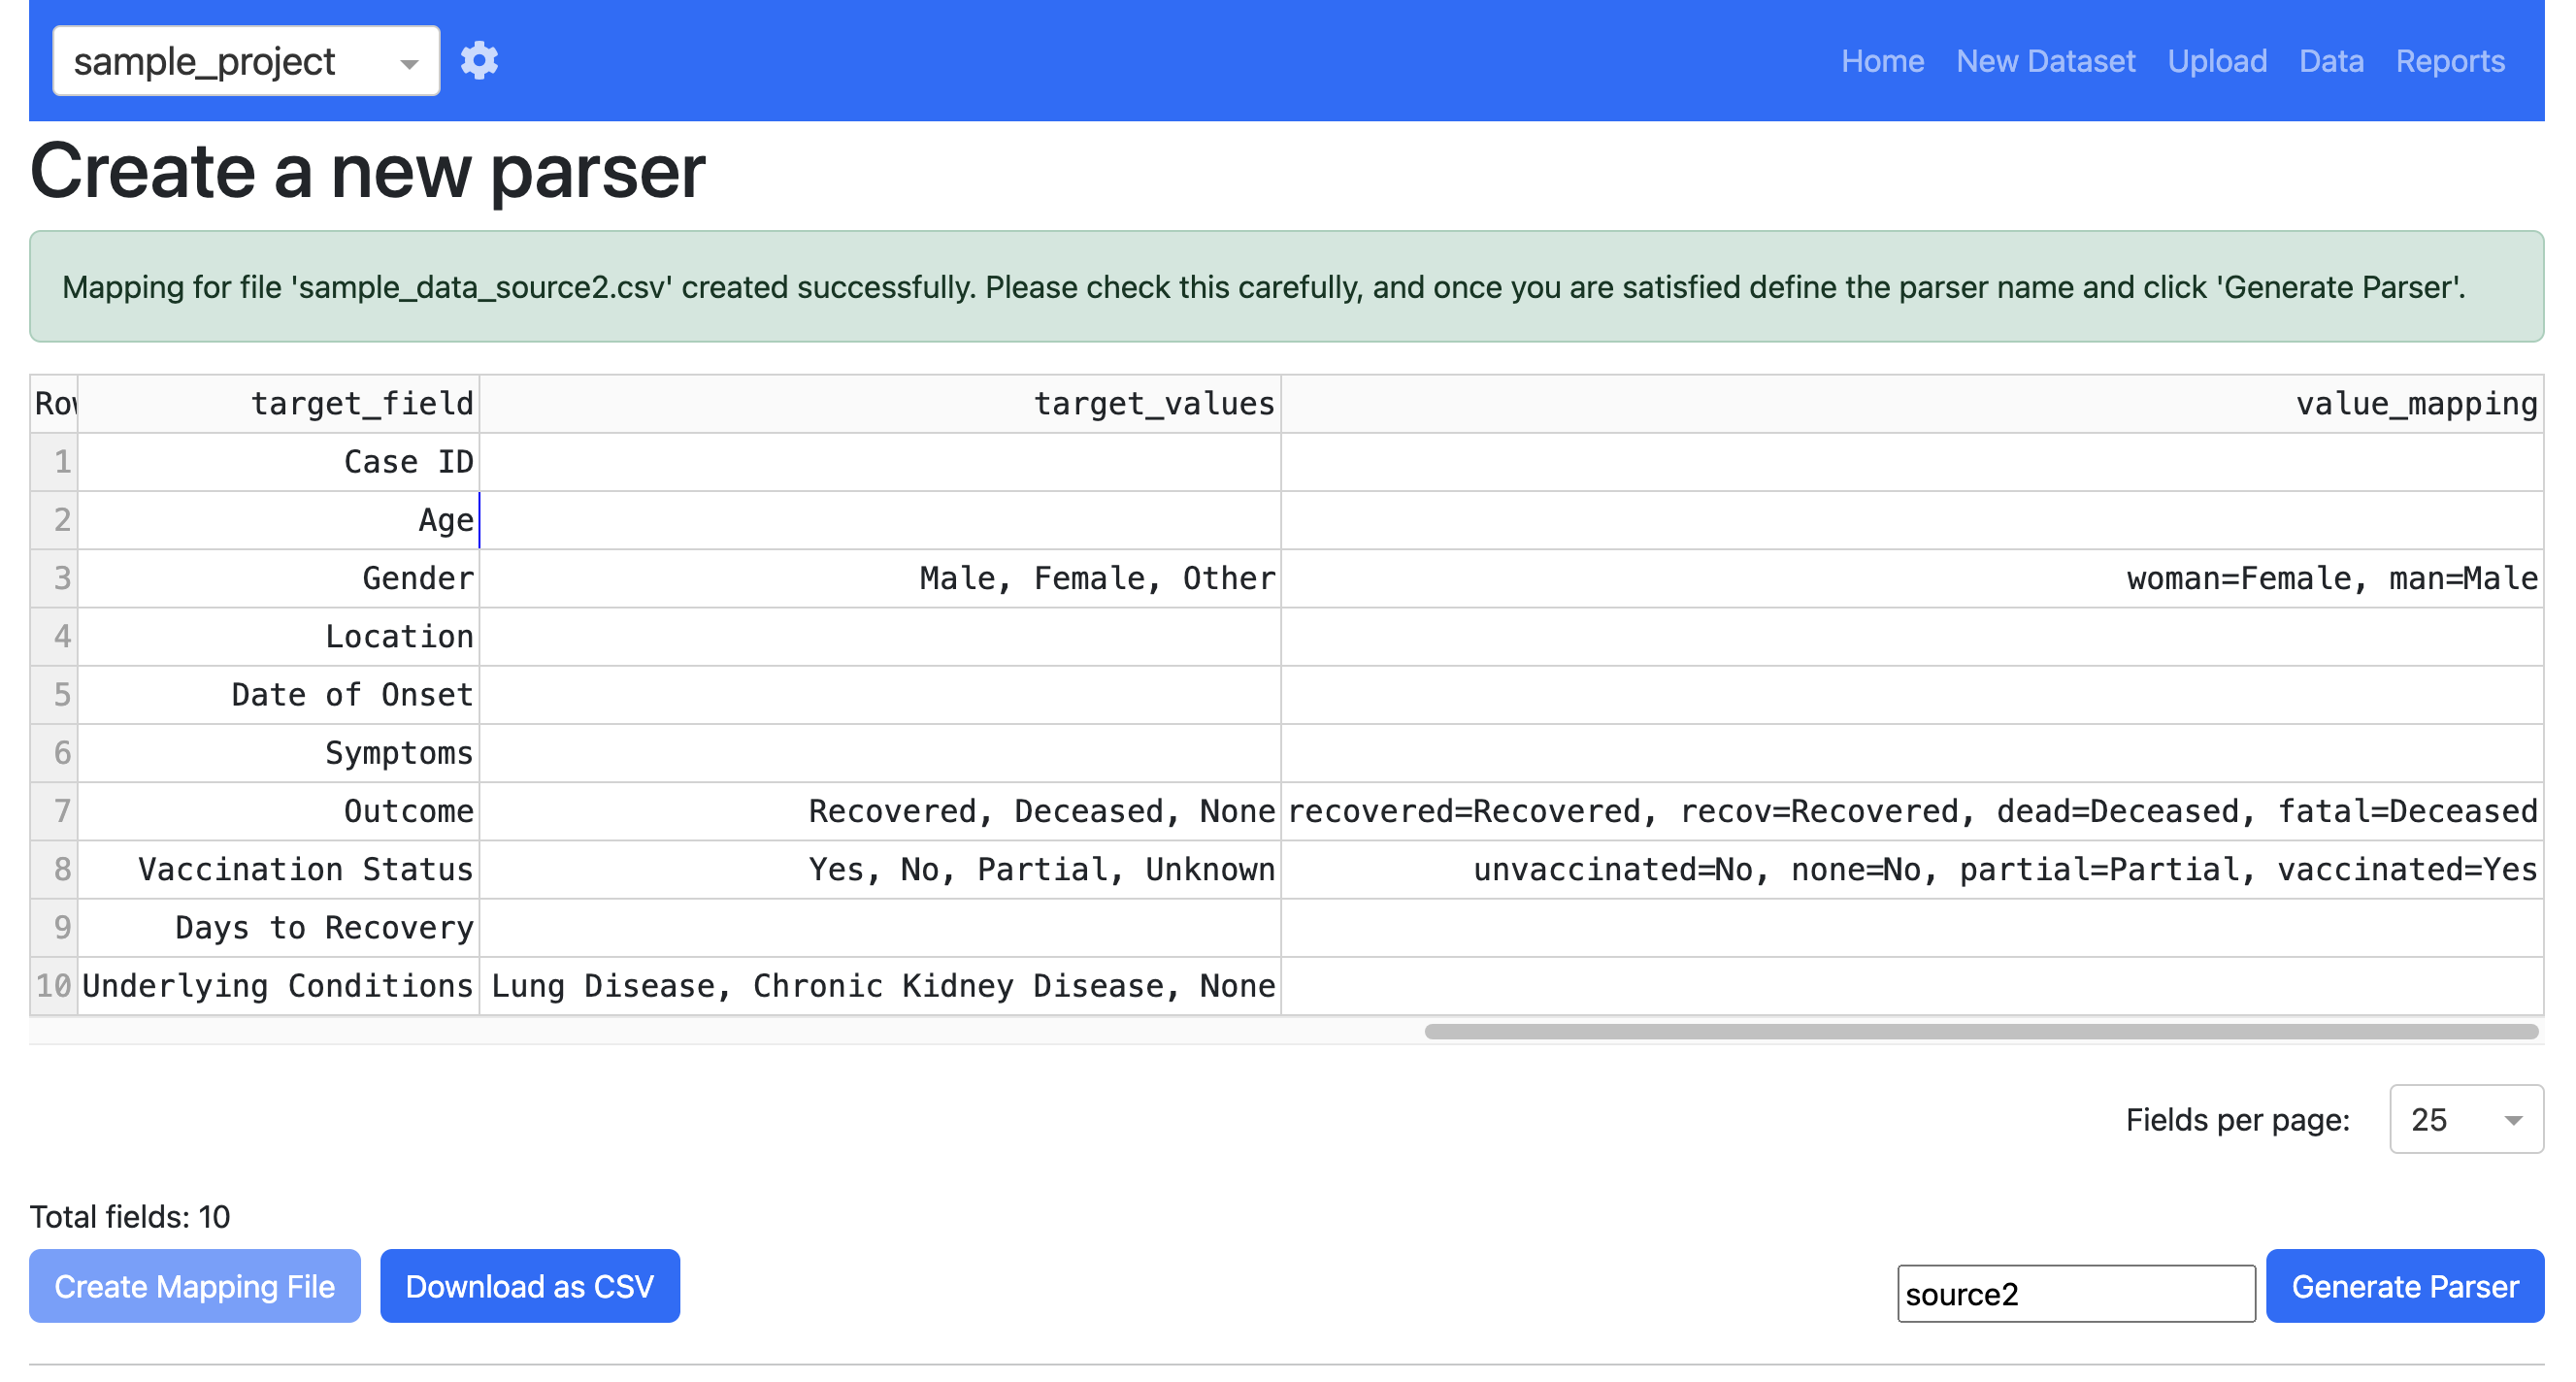 sample_project Home New Dataset Upload Data Reports
Create a new parser
Mapping for file 'sample_data_source2.csv' created successfully. Please check this carefully, and once you are satisfied define the parser name and click 'Generate Parser'.
Row target_field target_values value_mapping
1 Case ID
2 Age
3 Gender Male, Female, Other woman=Female, man=Male
4 Location
5 Date of Onset
6 Symptoms
7 Outcome Recovered, Deceased, None recovered=Recovered, recov=Recovered, dead=Deceased, fatal=Deceased
8 Vaccination Status Yes, No, Partial, Unknown unvaccinated=No, none=No, partial=Partial, vaccinated=Yes
9 Days to Recovery
10 Underlying Conditions Lung Disease, Chronic Kidney Disease, None
Fields per page: 25
Total fields: 10
Create Mapping File Download as CSV source2 Generate Parser